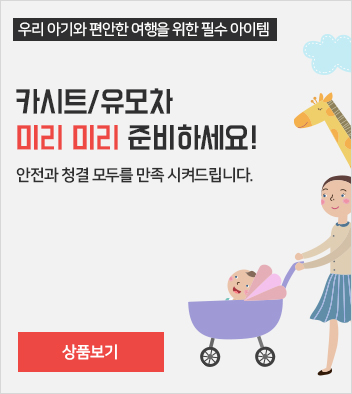 우리 아기와 편안한 여행을 위한 필수 아이템
카시트/유모차
미리 미리 준비하세요!
안전과 청결 모두를 만족 시켜드립니다.
상품보기